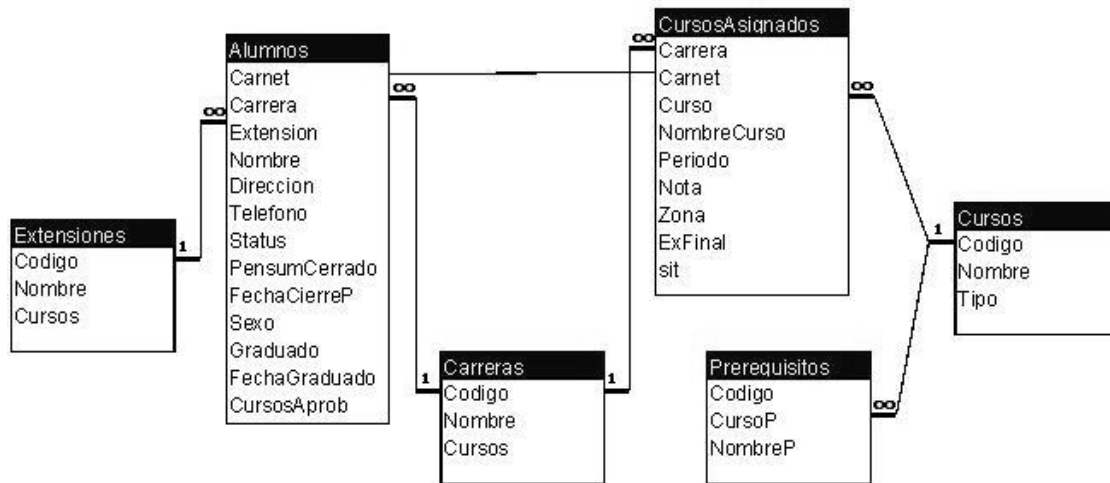 Alumnos
Carnet
Carrera
Extension
Nombre
Direccion
Telefono
Status
PensumCerrado
FechaCierreP
Sexo
Graduado
FechaGraduado
CursosAprob
CursosAsignados
Carrera
Carnet
Curso
NombreCurso
Periodo
Nota
Zona
ExFinal
sit
Extensiones
Codigo
Nombre
Cursos
Carreras
Codigo
Nombre
Cursos
Prerequisitos
Codigo
CursoP
NombreP
Cursos
Codigo
Nombre
Tipo
∞
1
∞
1
∞
1
∞
1
∞